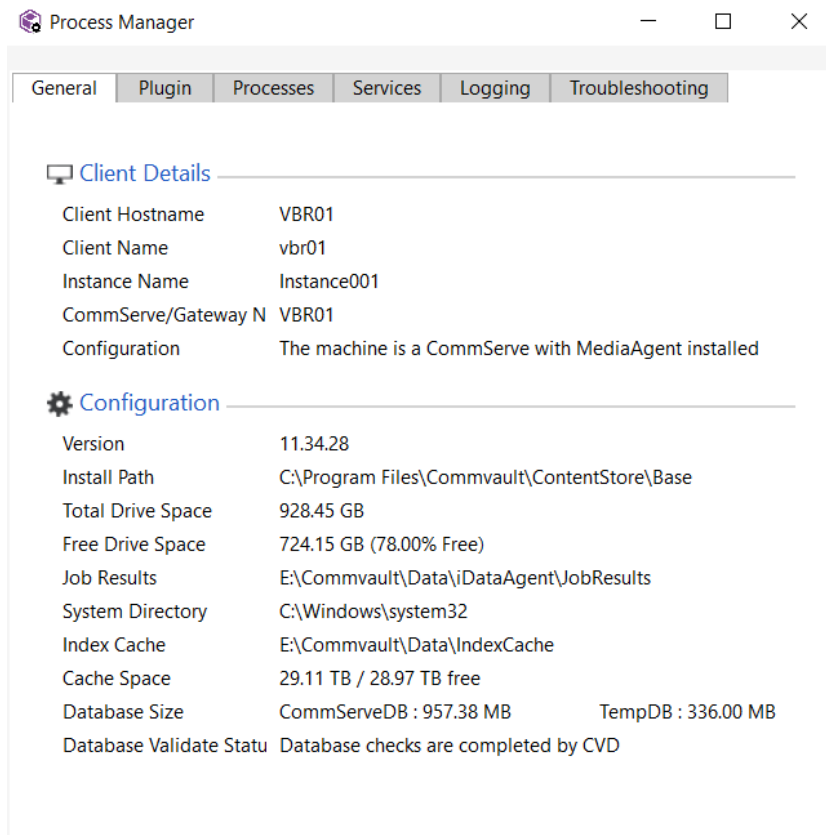 Process Manager
General Plugin Processes Services Logging Troubleshooting
Client Details
Client Hostname VBR01
Client Name vbr01
Instance Name Instance001
CommServe/Gateway N VBR01
Configuration The machine is a CommServe with MediaAgent installed
Configuration
Version 11.34.28
Install Path C:\Program Files\Commvault\ContentStore\Base
Total Drive Space 928.45 GB
Free Drive Space 724.15 GB (78.00% Free)
Job Results E:\Commvault\Data\iDataAgent\JobResults
System Directory C:\Windows\system32
Index Cache E:\Commvault\Data\IndexCache
Cache Space 29.11 TB / 28.97 TB free
Database Size CommServeDB : 957.38 MB TempDB : 336.00 MB
Database Validate Statu Database checks are completed by CVD